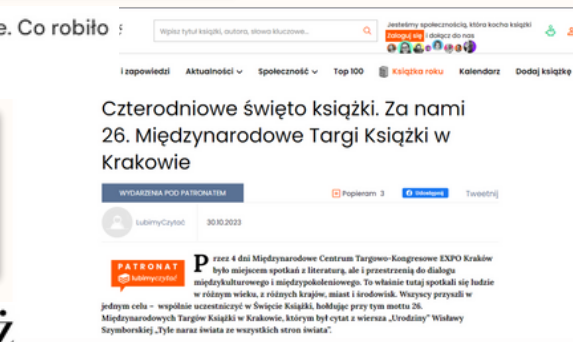 e. Co robiło
Wpisz tytuł książki, autora, słowa kluczowe...
Jesteśmy społecznością, która kocha książki
Zaloguj się i dołącz do nas
i zapowiedzi Aktualności Społeczność Top 100 Książka roku Kalendarz Dodaj książkę
Czterodniowe święto książki. Za nami
26. Międzynarodowe Targi Książki w
Krakowie
WYDARZENIA POD PATRONATEM
Popieram 3
Udostępnij
Tweetnij
LubimyCzytać 30.10.2023
PATRONAT
lubimyczytać
Przez 4 dni Międzynarodowe Centrum Targowo-Kongresowe EXPO Kraków
było miejscem spotkań z literaturą, ale i przestrzenią do dialogu
międzykulturowego i międzypokoleniowego. To właśnie tutaj spotkali się ludzie
w różnym wieku, z różnych krajów, miast i środowisk. Wszyscy przyszli w
jednym celu – wspólnie uczestniczyć w Święcie Książki, hołdując przy tym mottu 26.
Międzynarodowych Targów Książki w Krakowie, którym był cytat z wiersza „Urodziny” Wisławy
Szymborskiej „Tyle naraz świata ze wszystkich stron świata”.
Ż